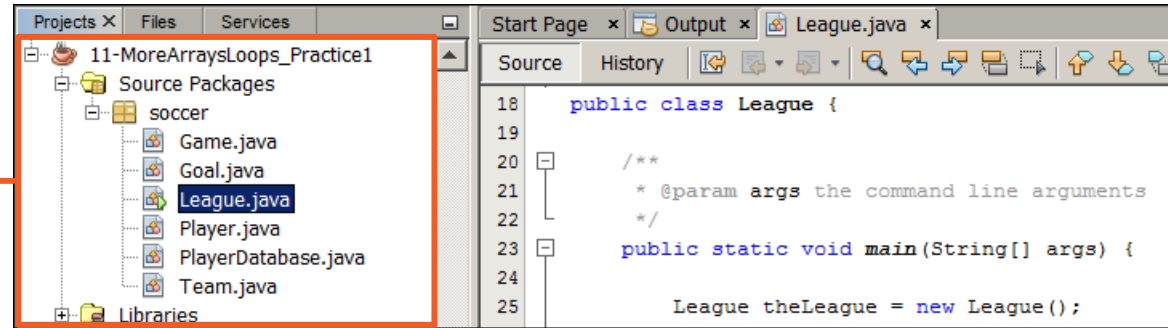 Projects Files Services
11-MoreArraysLoops_Practice1
Source Packages
soccer
Game.java
Goal.java
League.java
Player.java
PlayerDatabase.java
Team.java
Libraries
Start Page Output League.java
Source History
18 public class League {
19
20 /**
21 * @param args the command line arguments
22 */
23 public static void main(String[] args) {
24
25 League theLeague = new League();